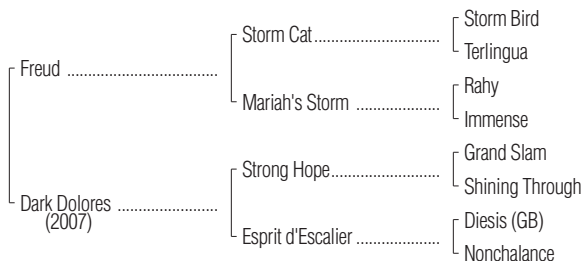 Storm Bird
Storm Cat
Terlingua
Freud
Rahy
Mariah's Storm
Immense
Grand Slam
Strong Hope
Shining Through
Dark Dolores
(2007)
Diesis (GB)
Esprit d'Escalier
Nonchalance